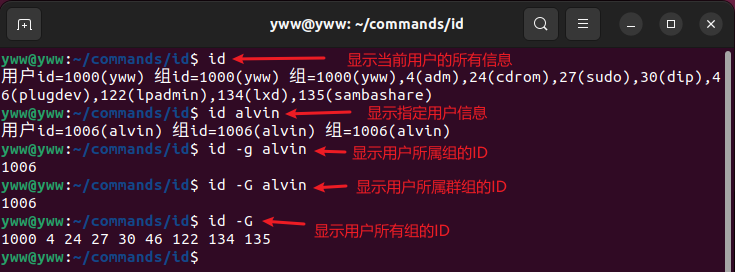 yww@yww: ~/commands/id
yww@yww:~/commands/id$ id 显示当前用户的所有信息
用户id=1000(yww) 组id=1000(yww) 组=1000(yww),4(adm),24(cdrom),27(sudo),30(dip),4
6(plugdev),122(lpadmin),134(lxd),135(sambashare)
yww@yww:~/commands/id$ id alvin 显示指定用户信息
用户id=1006(alvin) 组id=1006(alvin) 组=1006(alvin)
yww@yww:~/commands/id$ id -g alvin 显示用户所属组的ID
1006
yww@yww:~/commands/id$ id -G alvin 显示用户所属群组的ID
1006
yww@yww:~/commands/id$ id -G 显示用户所有组的ID
1000 4 24 27 30 46 122 134 135
yww@yww:~/commands/id$